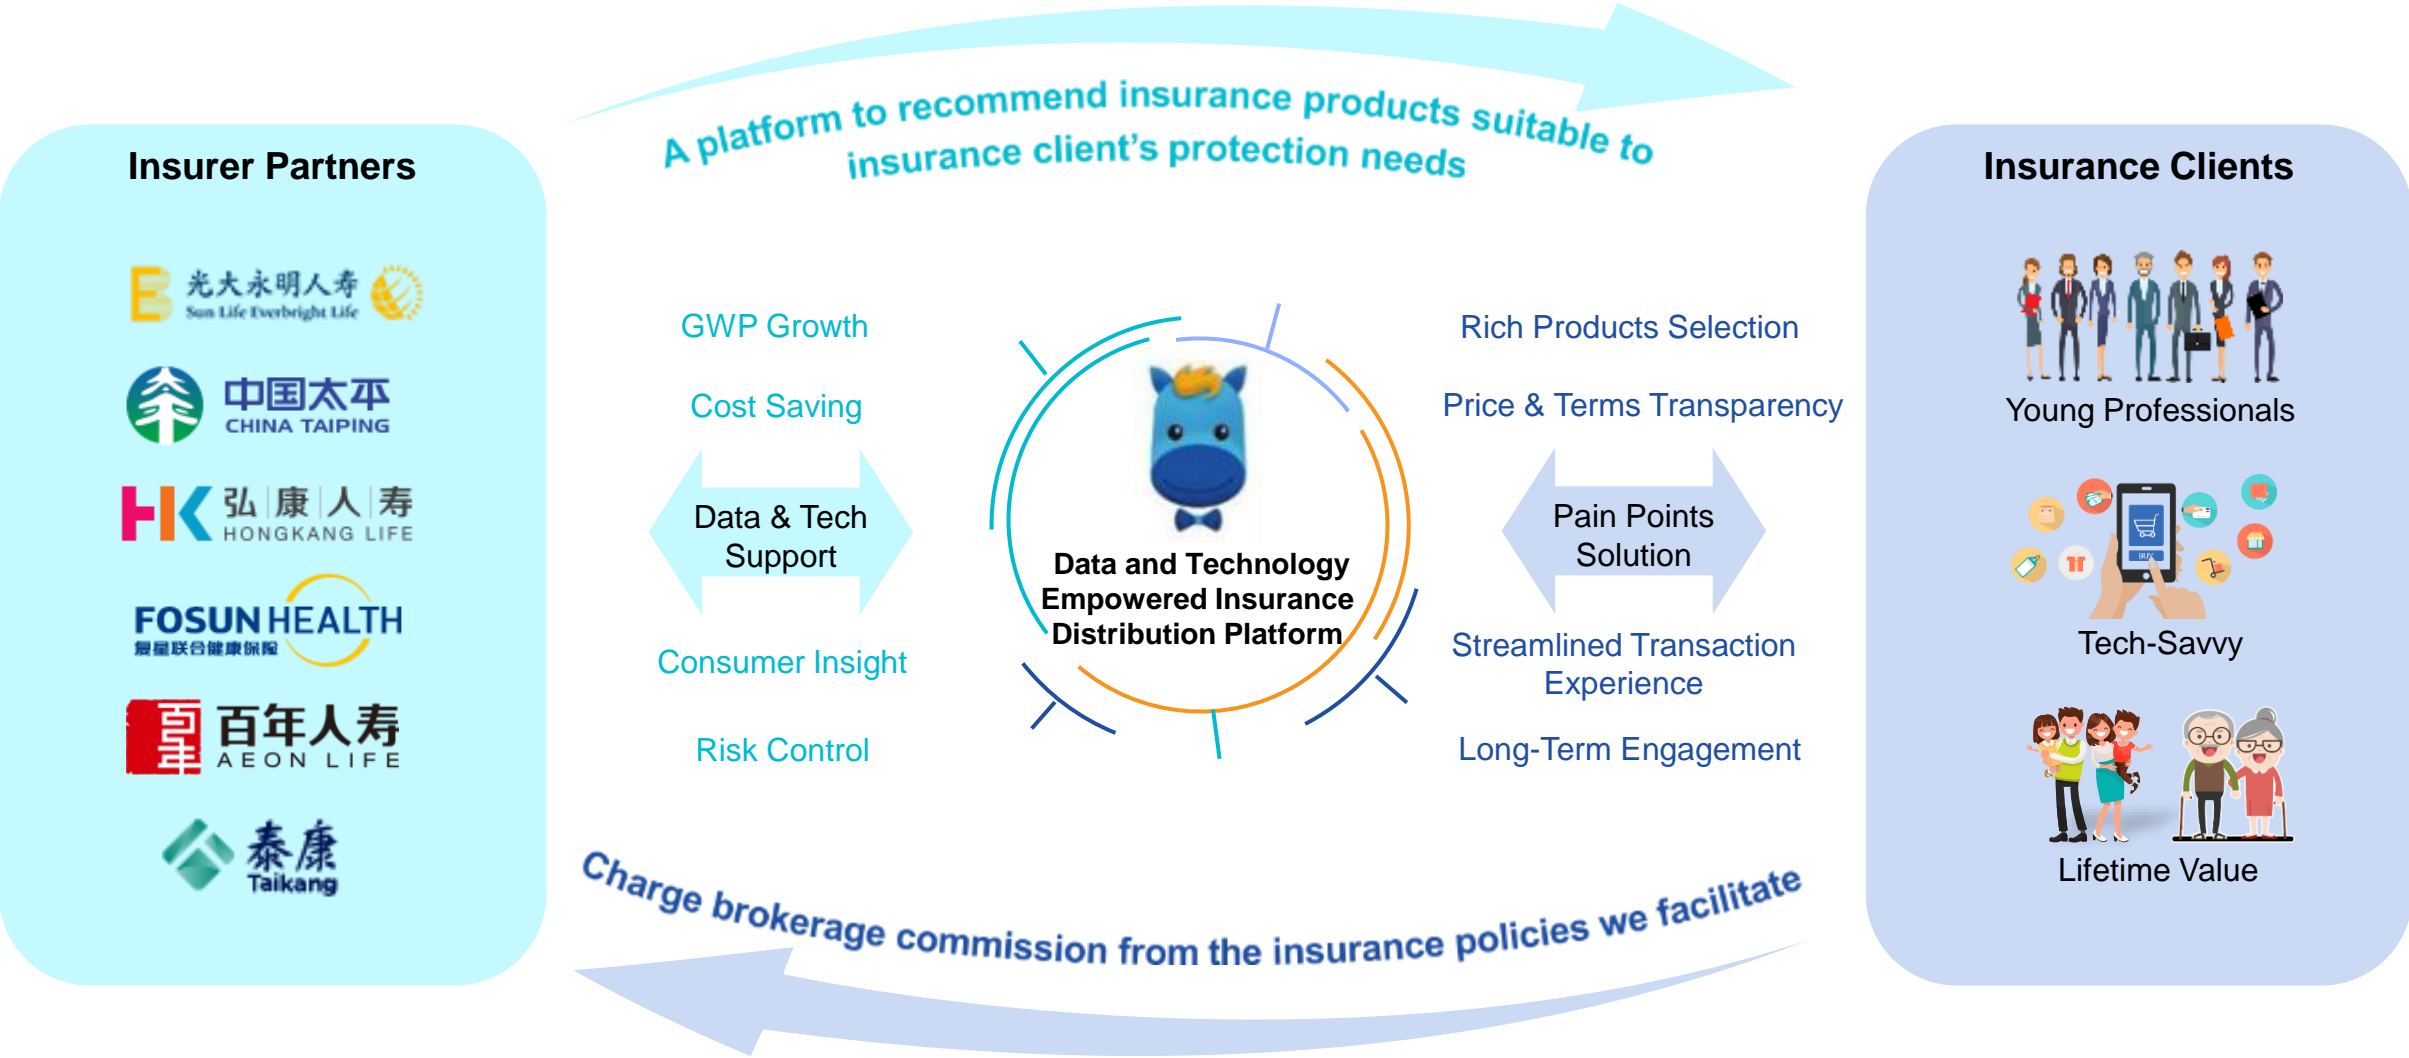 A platform to recommend insurance products suitable to
insurance client's protection needs
Insurer Partners
光大永明人寿
Sun Life Everbright Life
中国太平
CHINA TAIPING
HK 弘康人寿
HONGKANG LIFE
FOSUN HEALTH
复星联合健康保险
百年 百年人寿
AEON LIFE
泰康
Taikang
GWP Growth
Cost Saving
Data & Tech
Support
Consumer Insight
Risk Control
Data and Technology
Empowered Insurance
Distribution Platform
Rich Products Selection
Price & Terms Transparency
Pain Points
Solution
Streamlined Transaction
Experience
Long-Term Engagement
Insurance Clients
Young Professionals
BUY
Tech-Savvy
Lifetime Value
Charge brokerage commission from the insurance policies we facilitate